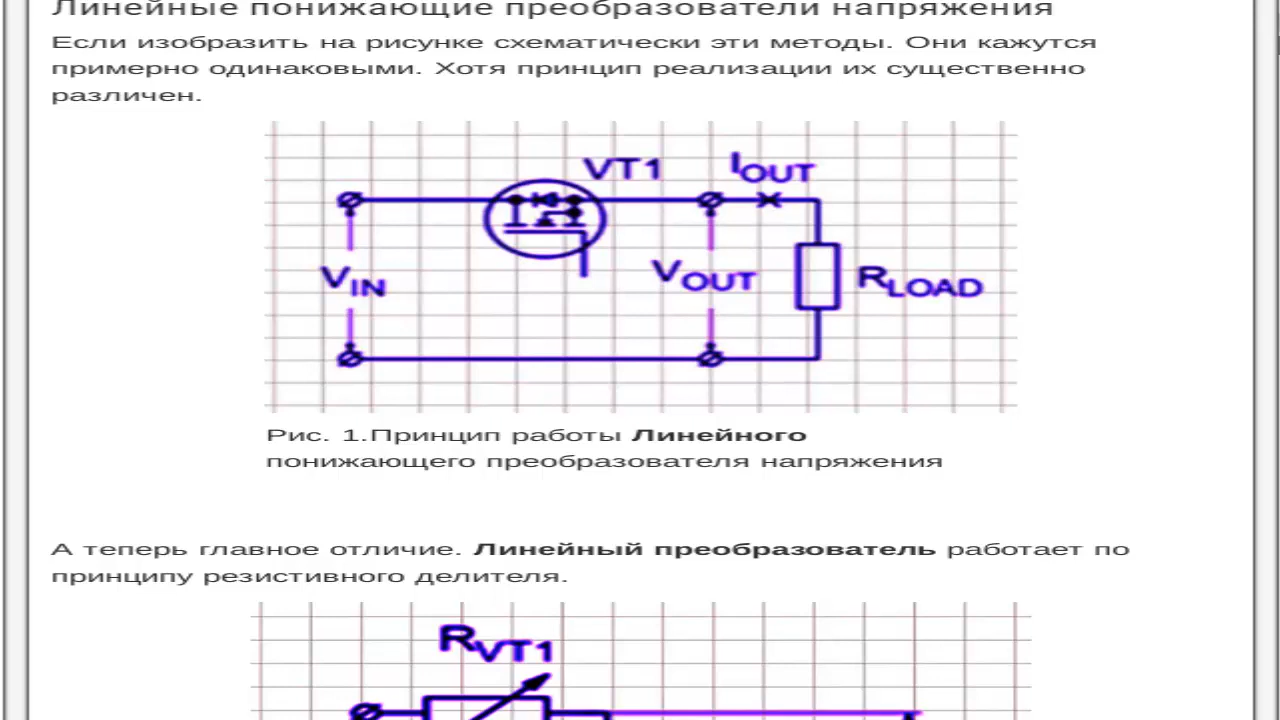 Линейные понижающие преобразователи напряжения
Если изобразить на рисунке схематически эти методы. Они кажутся
примерно одинаковыми. Хотя принцип реализации их существенно
различен.
VT1
IOUT
VIN
VOUT
RLOAD
Рис. 1.Принцип работы Линейного
понижающего преобразователя напряжения
А теперь главное отличие. Линейный преобразователь работает по
принципу резистивного делителя.
RVT1